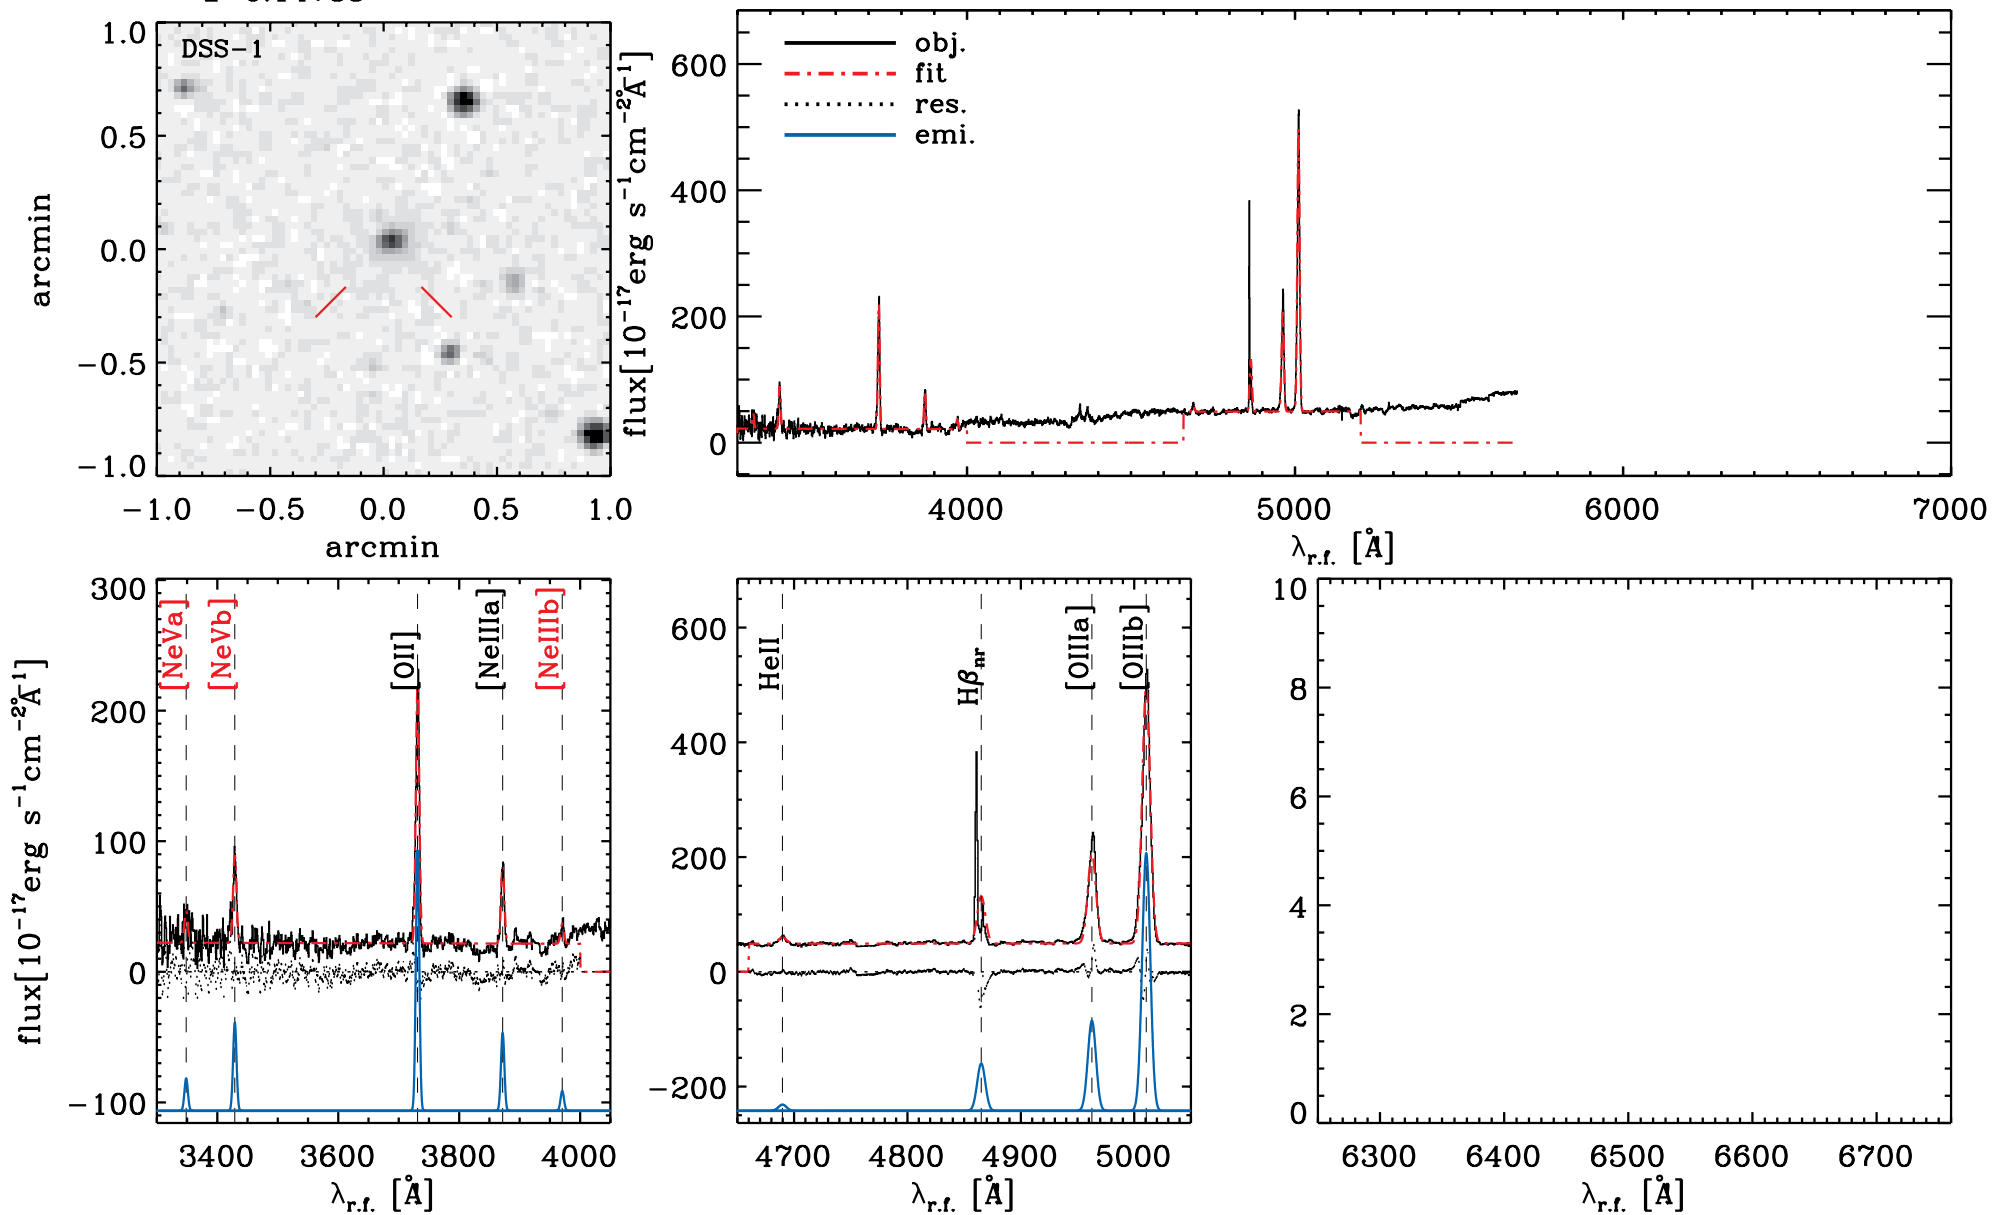 DSS-1
1.0
0.5
0.0
−0.5
−1.0
arcmin
−1.0 −0.5 0.0 0.5 1.0
arcmin
obj.
fit
res.
emi.
600
400
200
0
flux[10⁻¹⁷erg s⁻¹cm⁻²Å⁻¹]
4000 5000 6000 7000
λr.f. [Å]
300
200
100
0
−100
flux[10⁻¹⁷erg s⁻¹cm⁻²Å⁻¹]
[NeVa] [NeVb] [OII] [NeIIIa] [NeIIIb]
3400 3600 3800 4000
λr.f. [Å]
600
400
200
0
−200
HeII Hβnr [OIIIa] [OIIIb]
4700 4800 4900 5000
λr.f. [Å]
10
8
6
4
2
0
6300 6400 6500 6600 6700
λr.f. [Å]